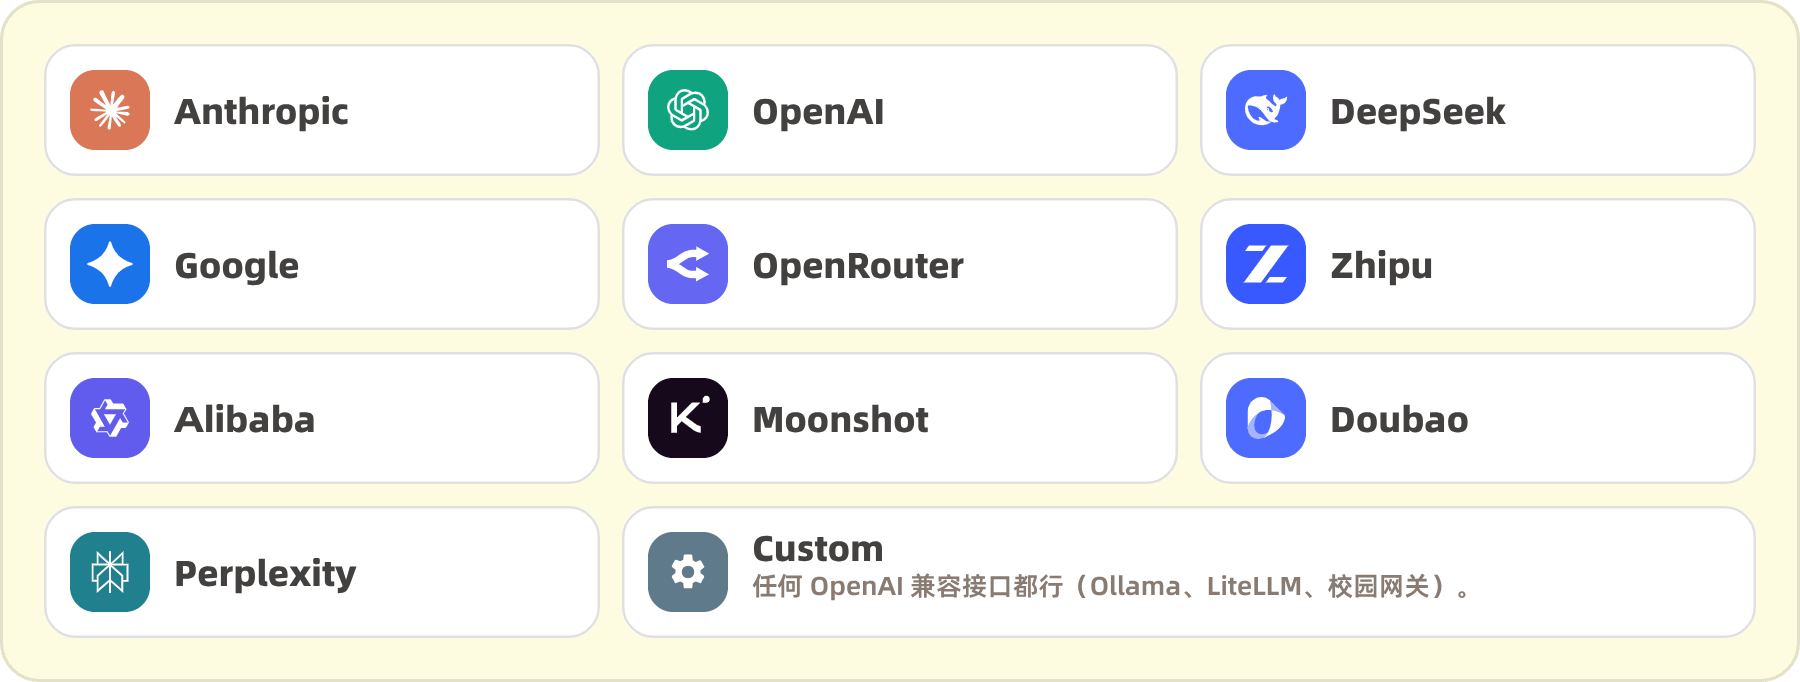 Anthropic
OpenAI
DeepSeek
Google
OpenRouter
Zhipu
Alibaba
Moonshot
Doubao
Perplexity
Custom
任何 OpenAI 兼容接口都行（Ollama、LiteLLM、校园网关）。